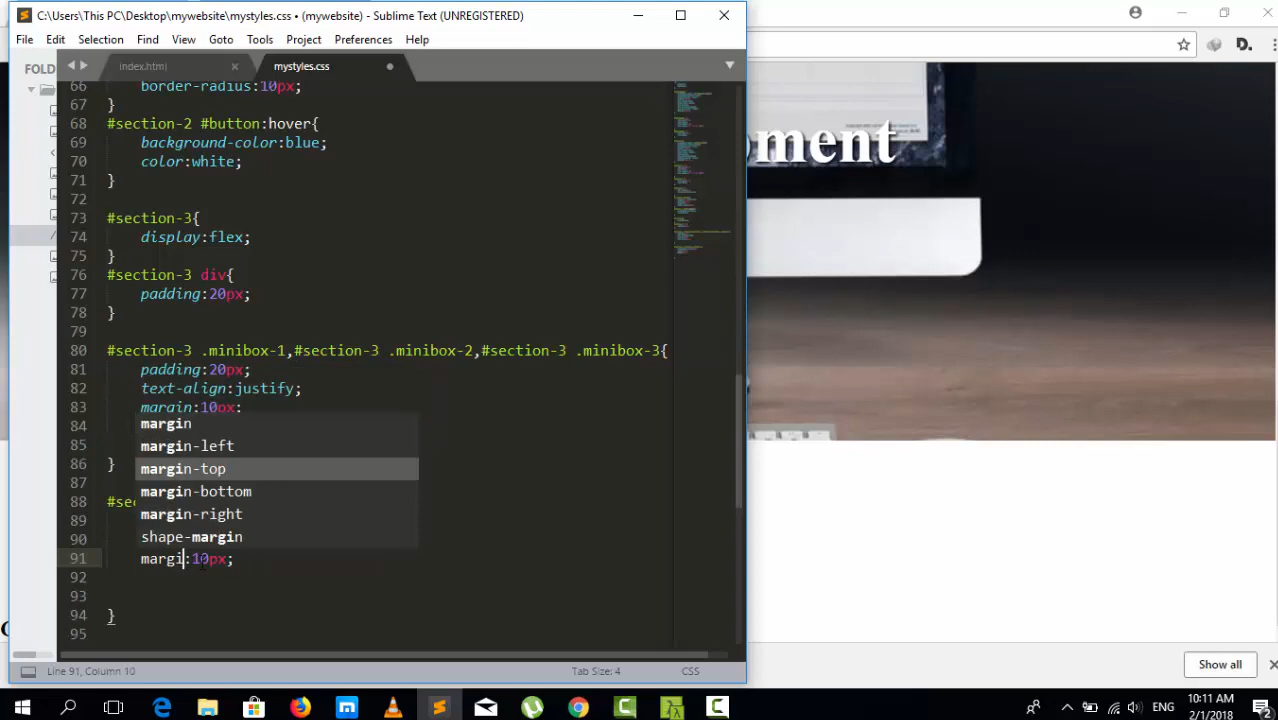 C:\Users\This PC\Desktop\mywebsite\mystyles.css • (mywebsite) - Sublime Text (UNREGISTERED)
File Edit Selection Find View Goto Tools Project Preferences Help
FOLD
index.html
mystyles.css
D.
pment
66 border-radius:10px;
67 }
68 #section-2 #button:hover{
69 background-color:blue;
70 color:white;
71 }
72
73 #section-3{
74 display:flex;
75 }
76 #section-3 div{
77 padding:20px;
78 }
79
80 #section-3 .minibox-1,#section-3 .minibox-2,#section-3 .minibox-3{
81 padding:20px;
82 text-align:justify;
83 margin:10px;
84 margin
85 margin-left
margin-top
86 }
87 margin-bottom
88 #sec
margin-right
89
90 shape-margin
91 margi:10px;
92
93
94 }
95
Line 91, Column 10
Tab Size: 4
CSS
Show all
ENG
10:11 AM
2/1/2018
2